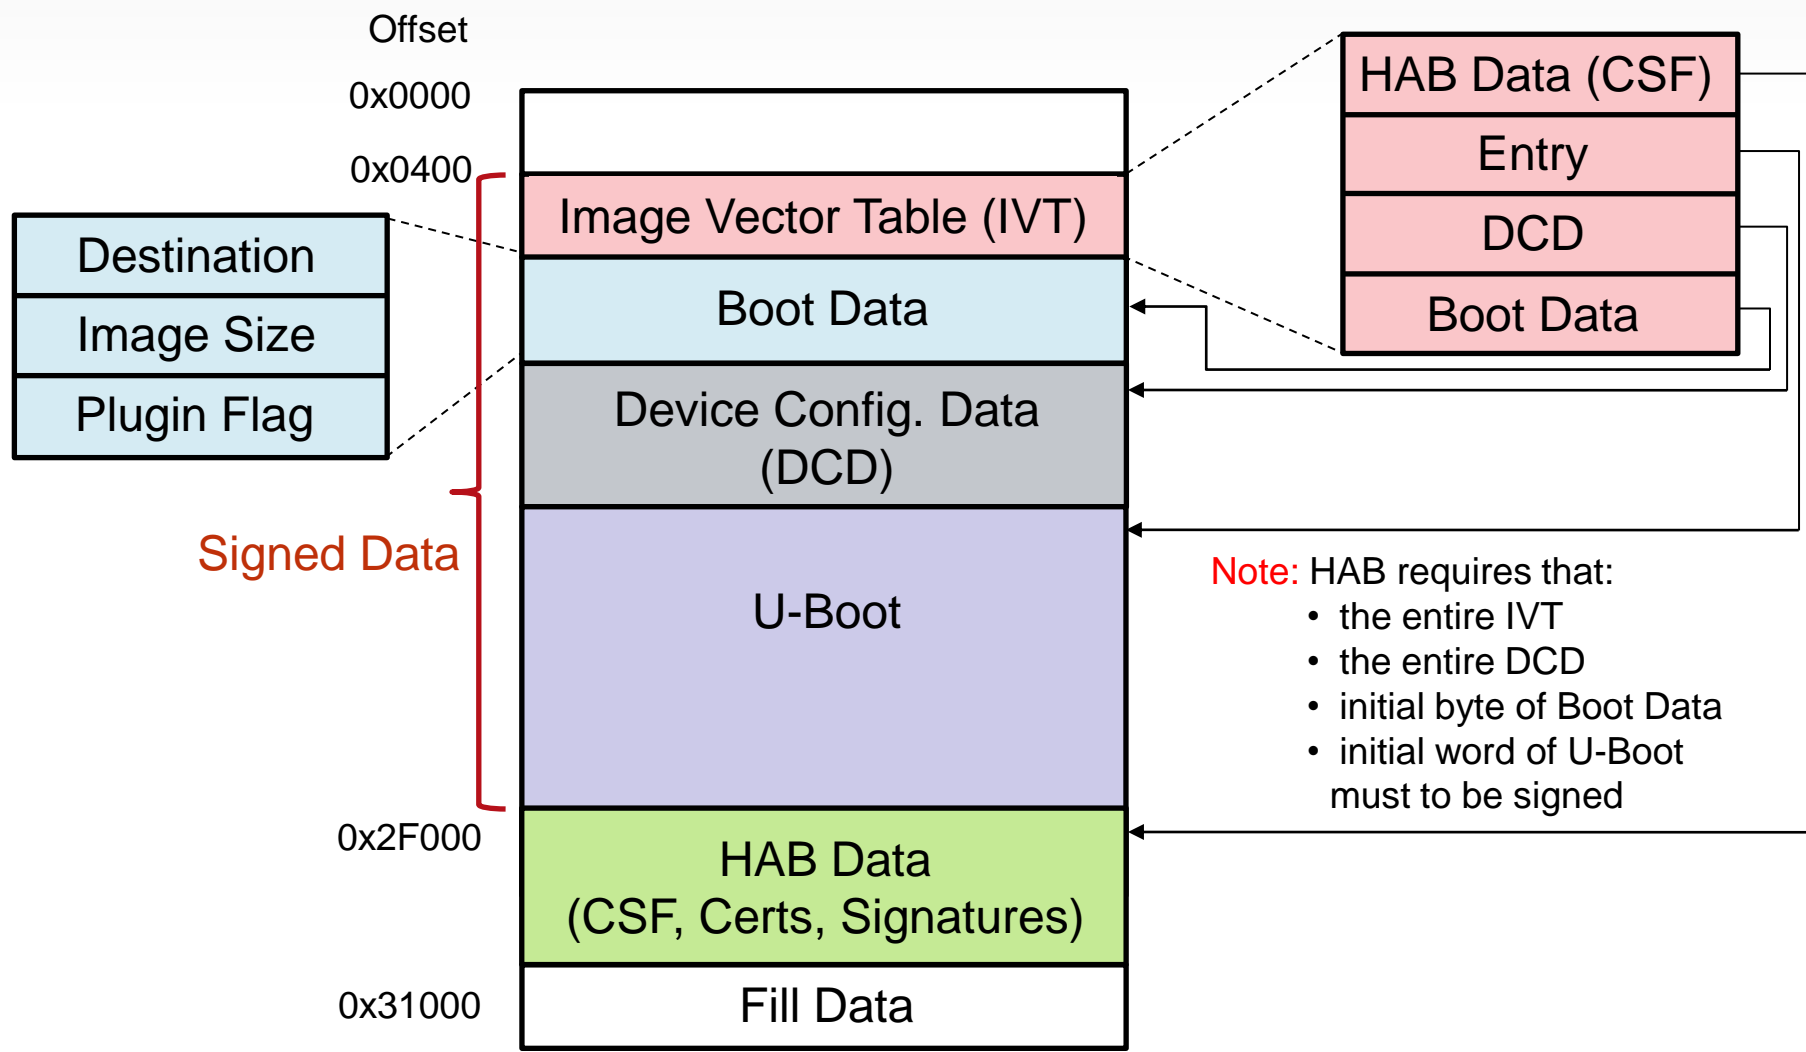 Offset
0x0000
0x0400
Image Vector Table (IVT)
Boot Data
Device Config. Data
(DCD)
U-Boot
0x2F000
HAB Data
(CSF, Certs, Signatures)
0x31000
Fill Data
Destination
Image Size
Plugin Flag
Signed Data
HAB Data (CSF)
Entry
DCD
Boot Data
Note: HAB requires that:
• the entire IVT
• the entire DCD
• initial byte of Boot Data
• initial word of U-Boot
must to be signed